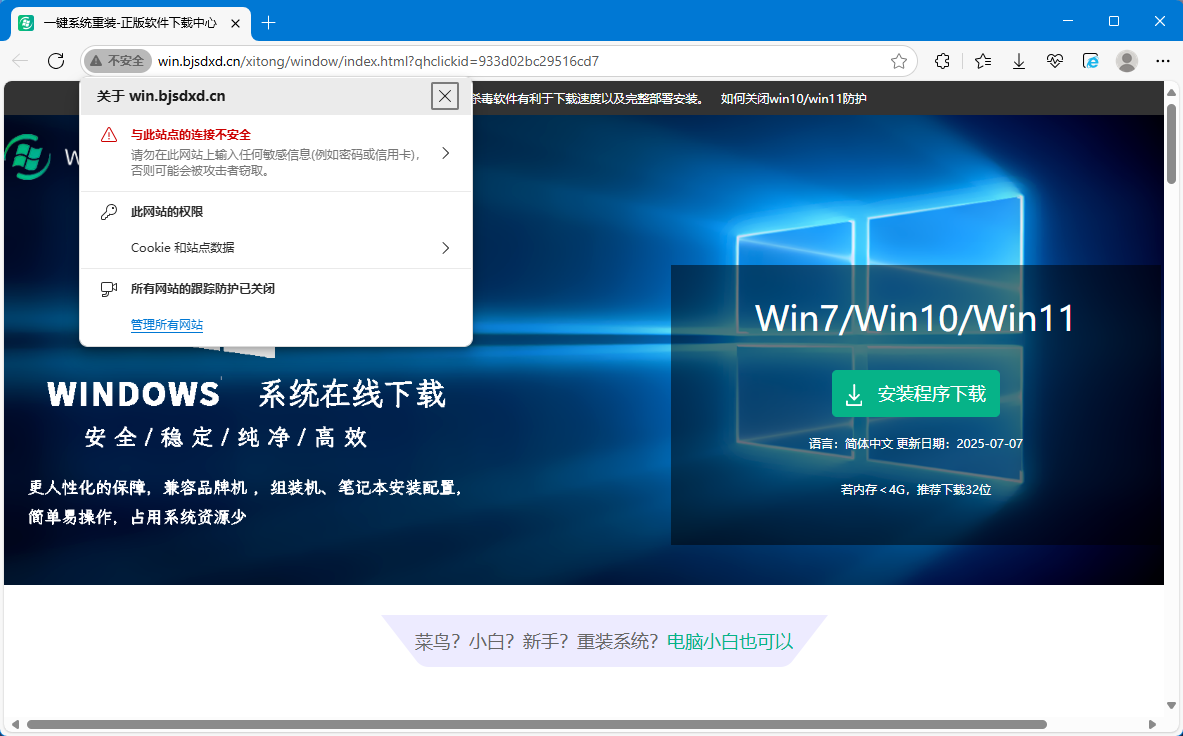 一键系统重装-正版软件下载中心
不安全
win.bjsdxd.cn/xitong/window/index.html?qhclickid=933d02bc29516cd7
关于 win.bjsdxd.cn
杀毒软件有利于下载速度以及完整部署安装。 如何关闭win10/win11防护
与此站点的连接不安全
请勿在此网站上输入任何敏感信息(例如密码或信用卡),
否则可能会被攻击者窃取。
W
此网站的权限
Cookie 和站点数据
所有网站的跟踪防护已关闭
管理所有网站
WINDOWS 系统在线下载
安全/稳定/纯净/高效
更人性化的保障，兼容品牌机 ，组装机、笔记本安装配置，
简单易操作，占用系统资源少
Win7/Win10/Win11
安装程序下载
语言：简体中文 更新日期：2025-07-07
若内存＜4G，推荐下载32位
菜鸟？小白？新手？重装系统？电脑小白也可以